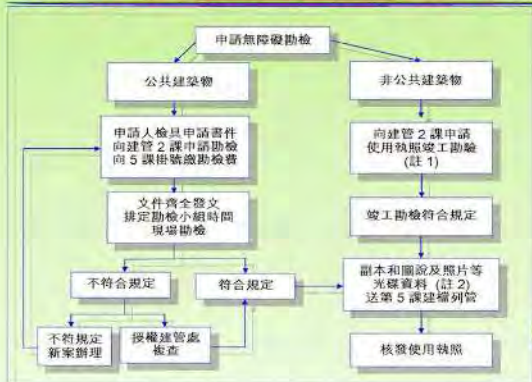 申請無障礙勘檢
公共建築物
非公共建築物
申請人檢具申請書件
向建管2課申請勘檢
向5課掛號繳勘檢費
向建管2課申請
使用執照竣工勘驗
(註1)
文件齊全發文
排定勘檢小組時間
現場勘檢
竣工勘檢符合規定
不符合規定
符合規定
副本和圖說及照片等
光碟資料 (註2)
送第5課建檔列管
不符規定
新案辦理
授權建管處
複查
核發使用執照